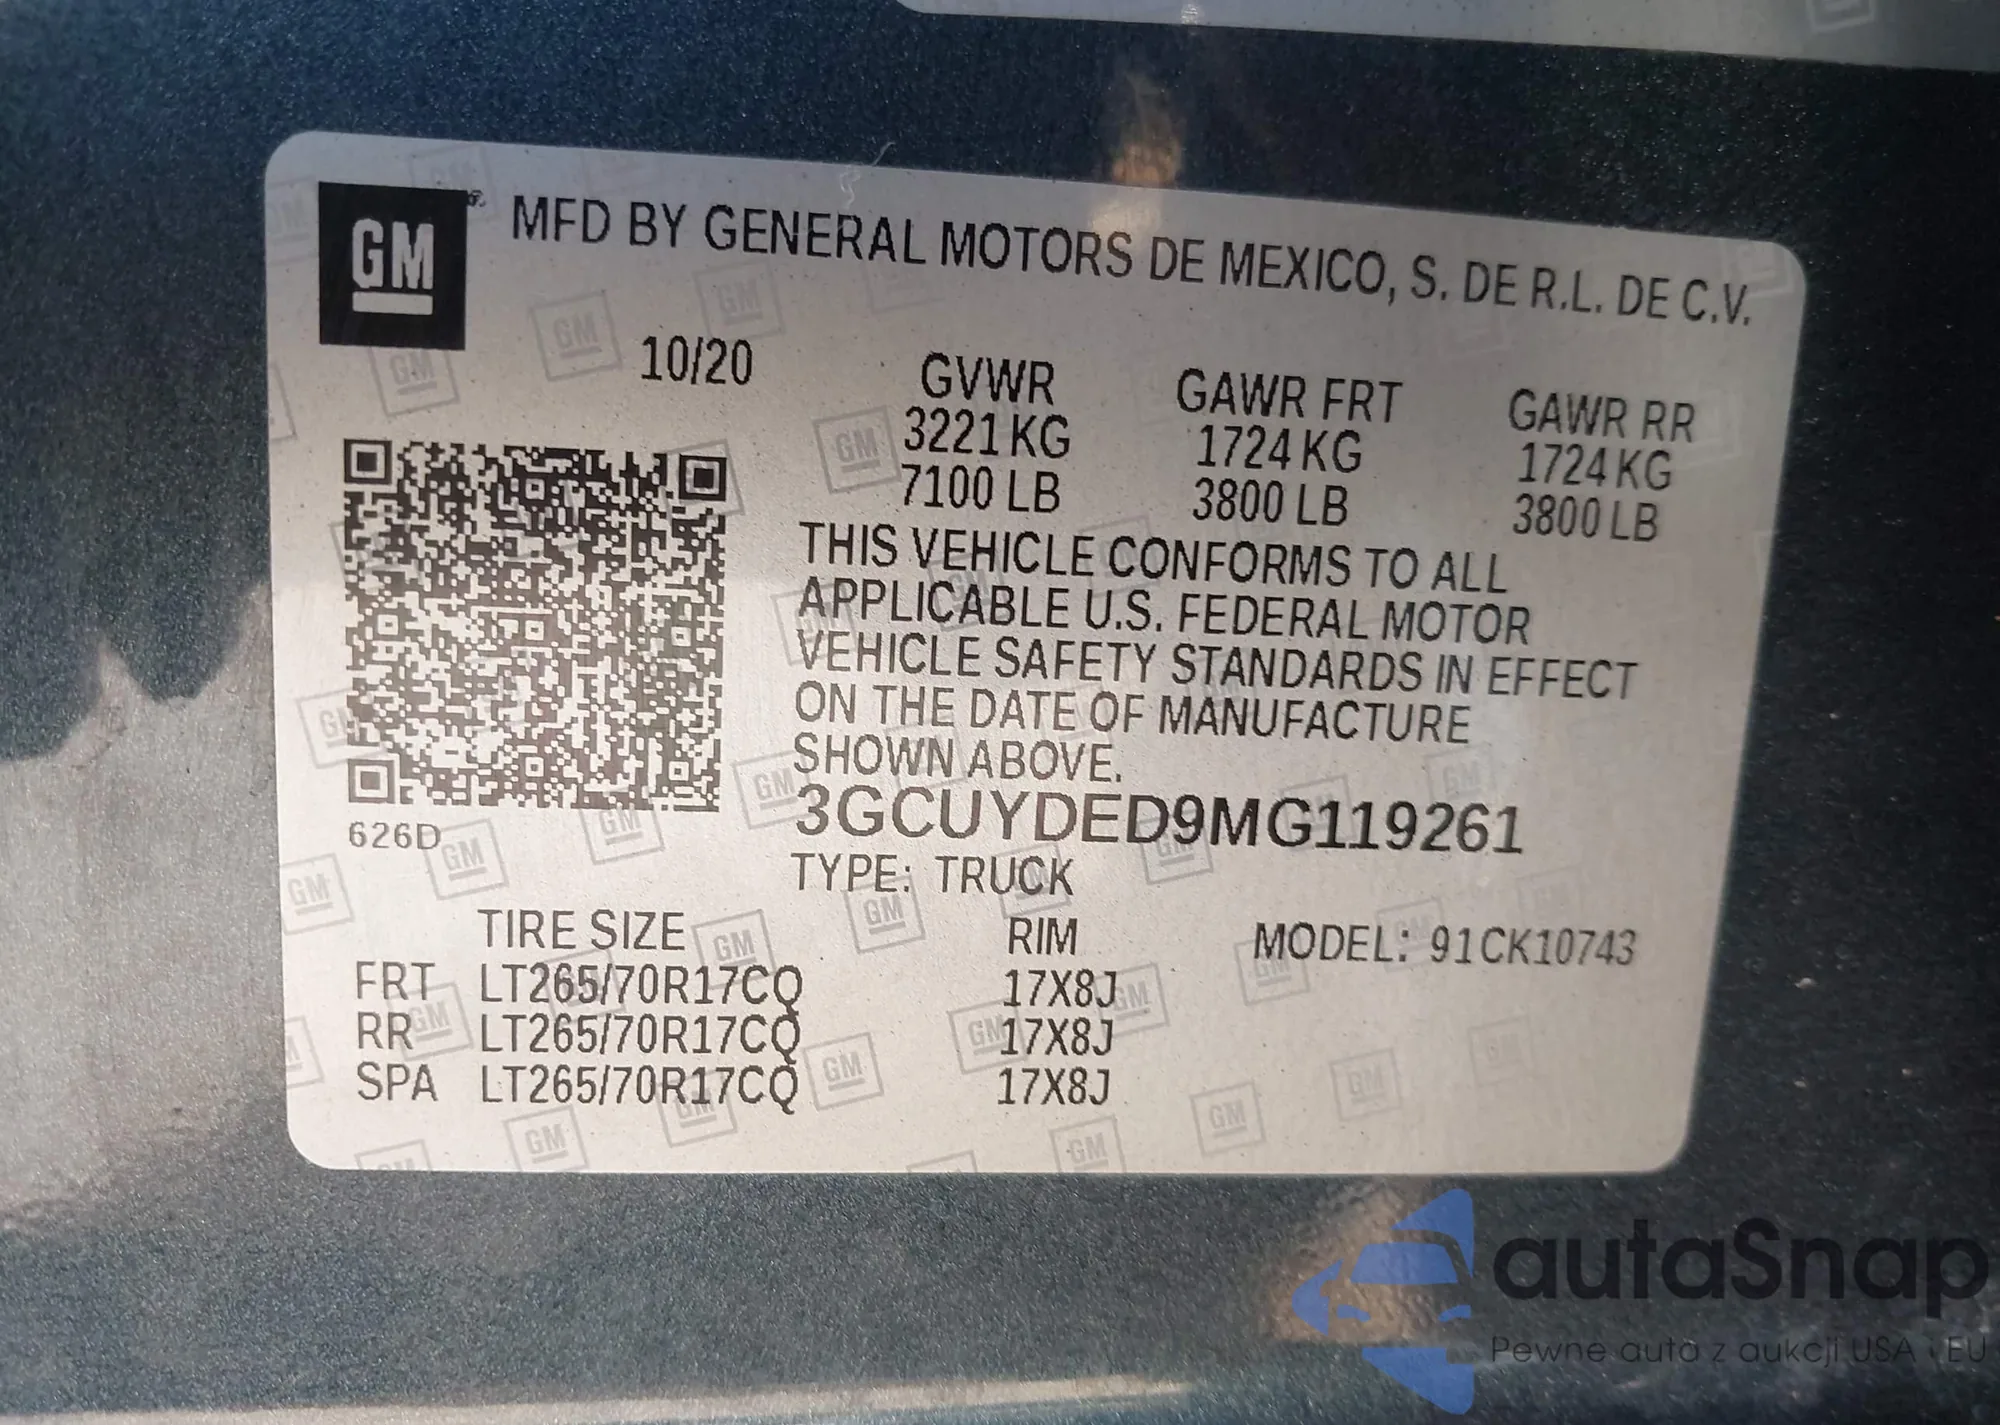 GM
MFD BY GENERAL MOTORS DE MEXICO, S. DE R.L. DE C.V.
10/20
GVWR GAWR FRT GAWR RR
3221 KG 1724 KG 1724 KG
7100 LB 3800 LB 3800 LB
THIS VEHICLE CONFORMS TO ALL
APPLICABLE U.S. FEDERAL MOTOR
VEHICLE SAFETY STANDARDS IN EFFECT
ON THE DATE OF MANUFACTURE
SHOWN ABOVE.
3GCUYDED9MG119261
626D
TYPE: TRUCK
TIRE SIZE RIM MODEL: 91CK10743
FRT LT265/70R17CQ 17X8J
RR LT265/70R17CQ 17X8J
SPA LT265/70R17CQ 17X8J
autaSnap
Pewne auta z aukcji USA i EU